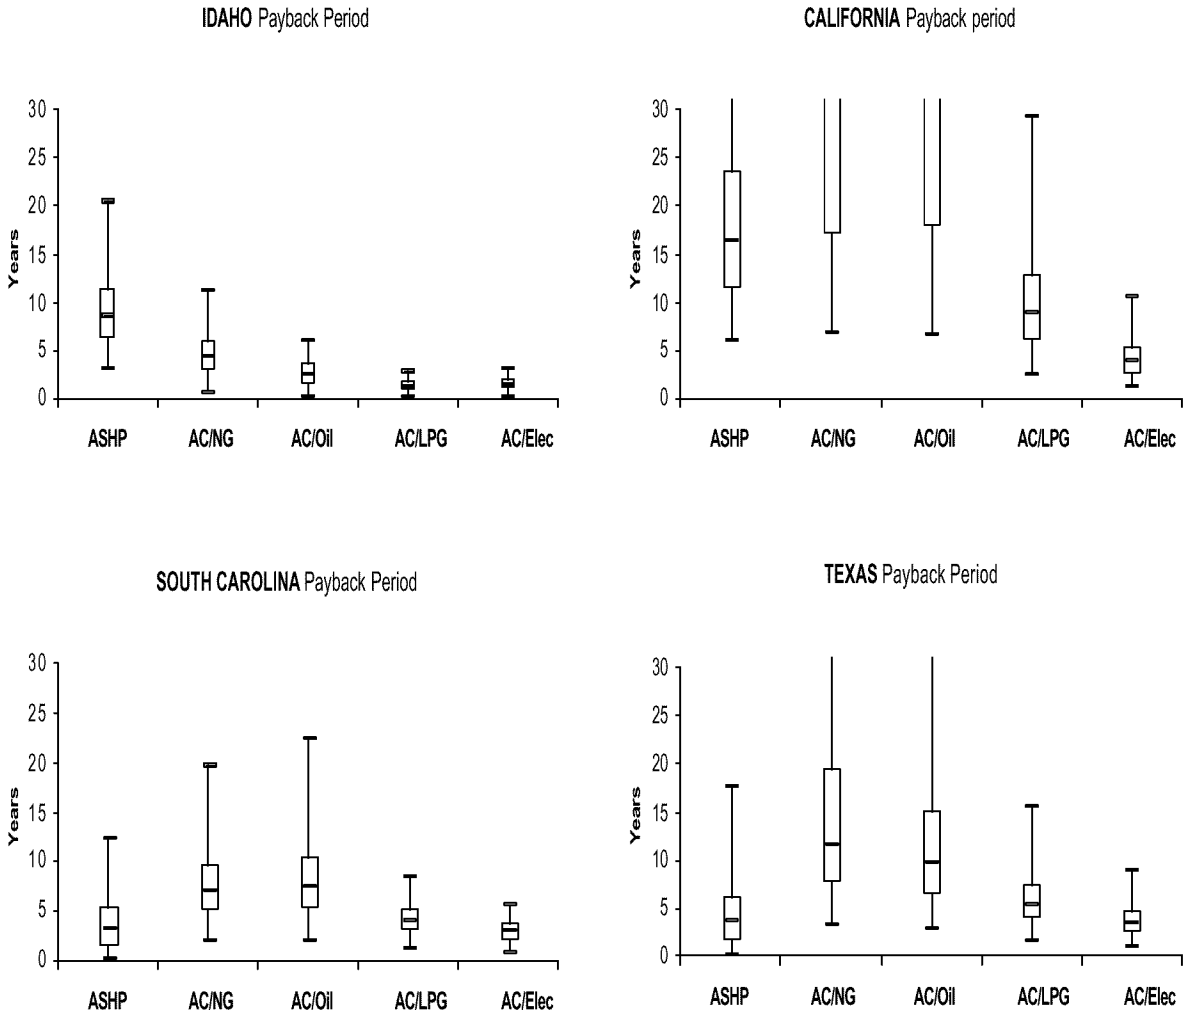 IDAHO Payback Period
30
25
20
15
10
5
0
Years
ASHP AC/NG AC/Oil AC/LPG AC/Elec
CALIFORNIA Payback period
30
25
20
15
10
5
0
Years
ASHP AC/NG AC/Oil AC/LPG AC/Elec
SOUTH CAROLINA Payback Period
30
25
20
15
10
5
0
Years
ASHP AC/NG AC/Oil AC/LPG AC/Elec
TEXAS Payback Period
30
25
20
15
10
5
0
Years
ASHP AC/NG AC/Oil AC/LPG AC/Elec